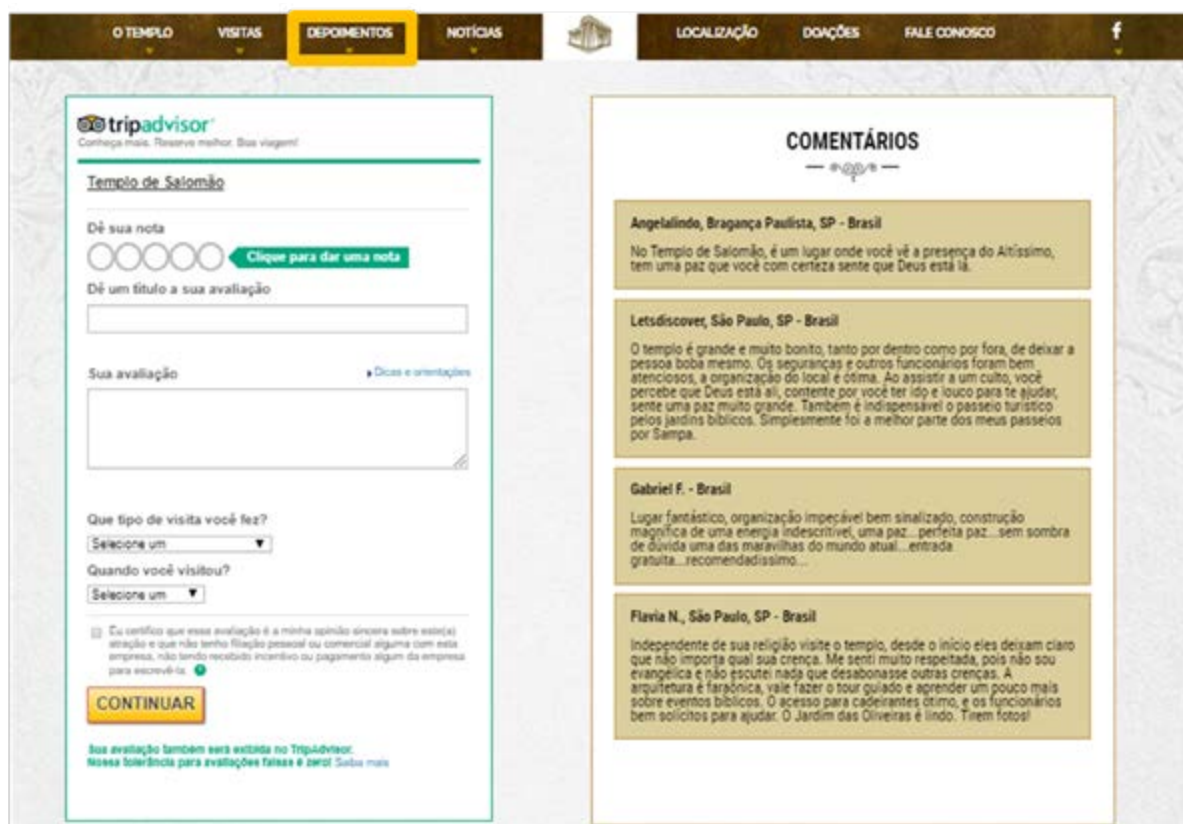 O TEMPLO
VISITAS
DEPOIMENTOS
NOTÍCIAS
LOCALIZAÇÃO
DOAÇÕES
FALE CONOSCO
f
tripadvisor
Conheça mais. Reserve melhor. Boa viagem!
Templo de Salomão
Dê sua nota
Clique para dar uma nota
Dê um título a sua avaliação
Sua avaliação
Dicas e orientações
Que tipo de visita você fez?
Selecione um
Quando você visitou?
Selecione um
Eu certifico que essa avaliação é a minha opinião sincera sobre este(a)
atração e que não tenho filiação pessoal ou comercial alguma com esta
empresa, não tendo recebido incentivo ou pagamento algum da empresa
para escrevê-la.
CONTINUAR
Sua avaliação também será exibida no TripAdvisor.
Nossa tolerância para avaliações falsas é zero! Saiba mais
COMENTÁRIOS
Angelalindo, Bragança Paulista, SP - Brasil
No Templo de Salomão, é um lugar onde você vê a presença do Altíssimo,
tem uma paz que você com certeza sente que Deus está lá.
Letsdiscover, São Paulo, SP - Brasil
O templo é grande e muito bonito, tanto por dentro como por fora, de deixar a
pessoa boba mesmo. Os seguranças e outros funcionários foram bem
atenciosos, a organização do local é ótima. Ao assistir a um culto, você
percebe que Deus está ali, contente por você ter ido e louco para te ajudar,
sente uma paz muito grande. Também é indispensável o passeio turístico
pelos jardins bíblicos. Simplesmente foi a melhor parte dos meus passeios
por Sampa.
Gabriel F. - Brasil
Lugar fantástico, organização impecável bem sinalizado, construção
magnífica de uma energia indescritível, uma paz...perfeita paz...sem sombra
de dúvida uma das maravilhas do mundo atual...entrada
gratuita...recomendadissimo...
Flavia N., São Paulo, SP - Brasil
Independente de sua religião visite o templo, desde o início eles deixam claro
que não importa qual sua crença. Me senti muito respeitada, pois não sou
evangélica e não escutei nada que desabonasse outras crenças. A
arquitetura é faraônica, vale fazer o tour guiado e aprender um pouco mais
sobre eventos bíblicos. O acesso para cadeirantes ótimo, e os funcionários
bem solícitos para ajudar. O Jardim das Oliveiras é lindo. Tirem fotos!